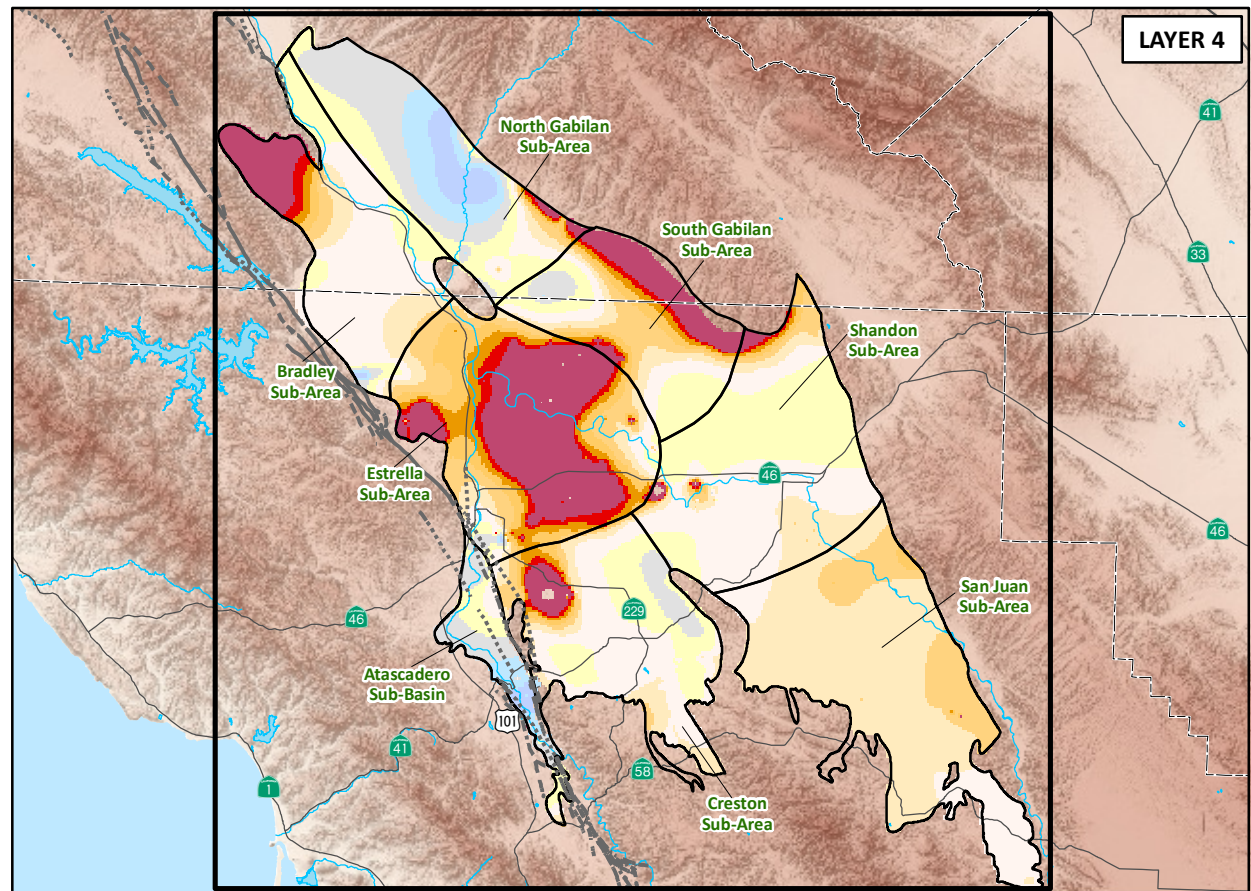 LAYER 4
41
North Gabilan
Sub-Area
South Gabilan
Sub-Area
33
Shandon
Sub-Area
Bradley
Sub-Area
Estrella
Sub-Area
46
46
San Juan
Sub-Area
46
229
Atascadero
Sub-Basin
101
41
58
1
Creston
Sub-Area